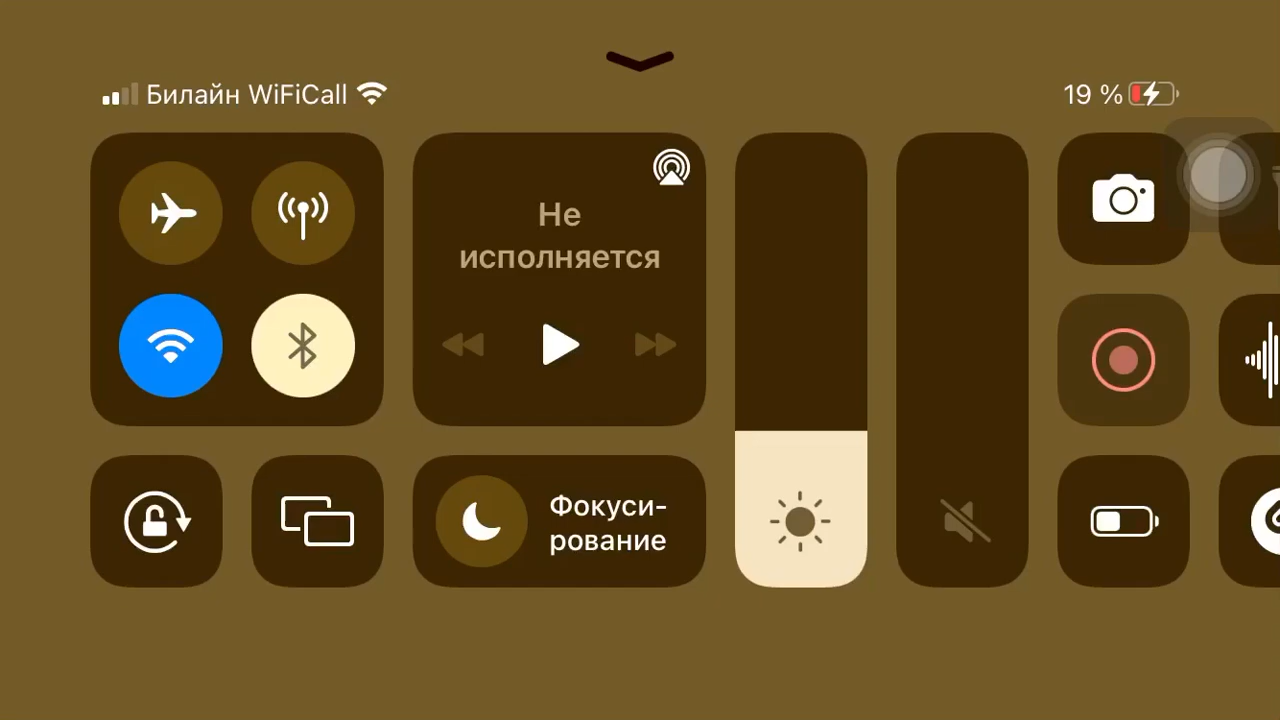 Билайн WiFiCall
19 %
Не
исполняется
Фокуси-
рование